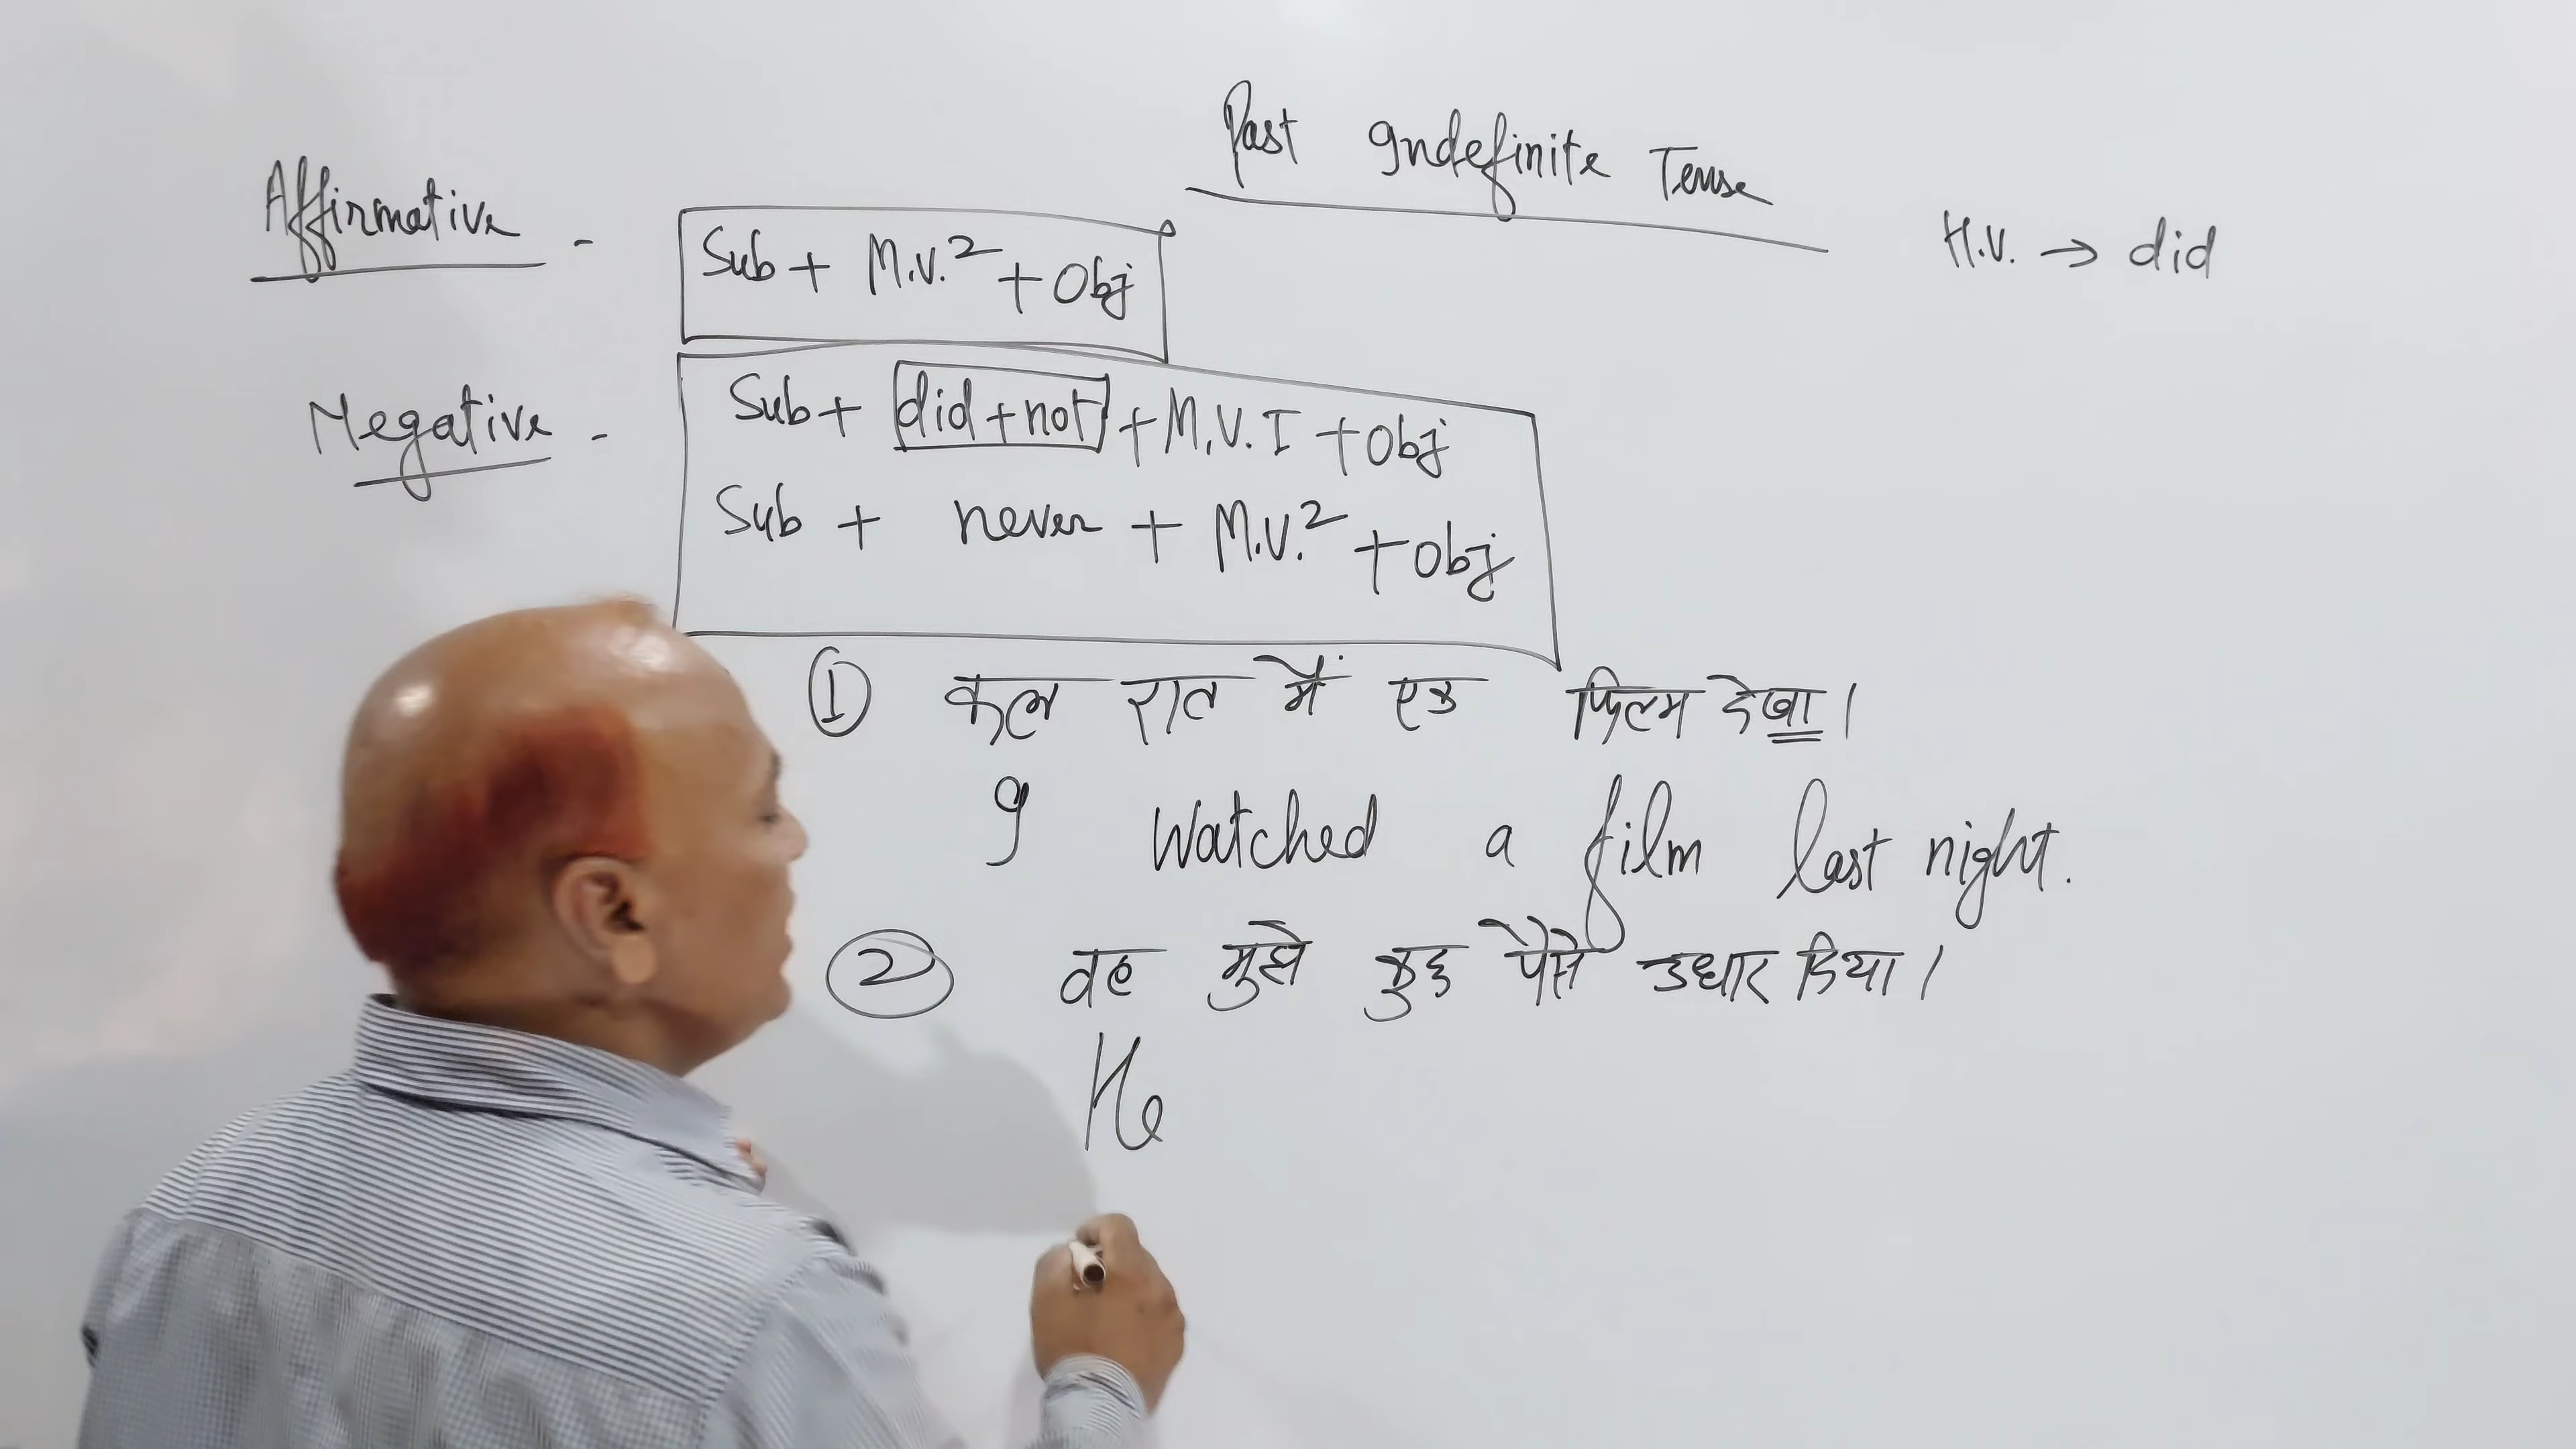 Past Indefinite Tense
H.V. → did
Affirmative - Sub + M.V.² + Obj
Negative - Sub + did + not + M.V. I + Obj
Sub + never + M.V.² + Obj
① कल रात मैं एक फिल्म देखा।
I watched a film last night.
② वह मुझे कुछ पैसे उधार दिया।
He